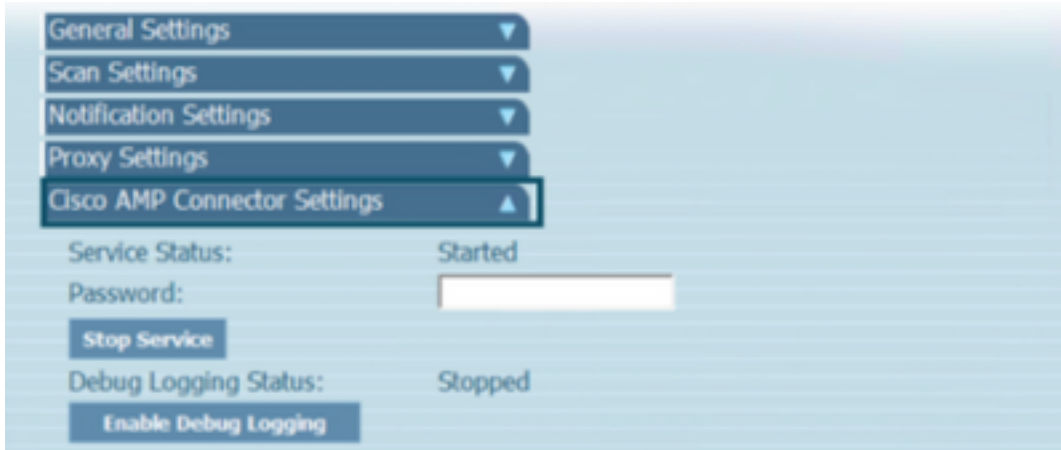 General Settings
Scan Settings
Notification Settings
Proxy Settings
Cisco AMP Connector Settings
Service Status: Started
Password:
Stop Service
Debug Logging Status: Stopped
Enable Debug Logging